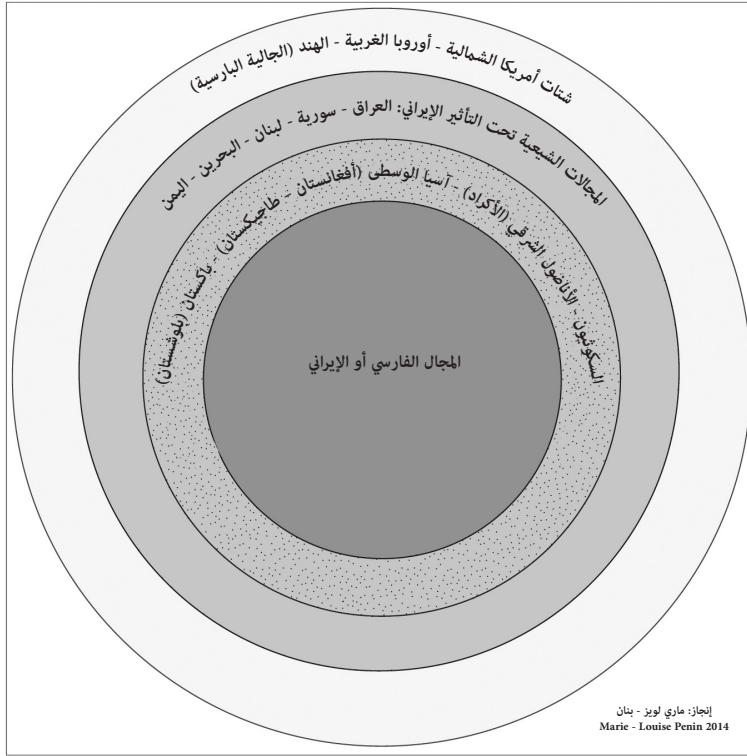 شتات أمريكا الشمالية - أوروبا الغربية - الهند (الجالية البارسية)
المجالات الشيعية تحت التأثير الإيراني: العراق - سورية - لبنان - البحرين - اليمن
السكوثيون - الأناضول الشرقي (الأكراد) - آسيا الوسطى (أفغانستان - طاجيكستان) - باكستان (بلوشستان)
المجال الفارسي أو الإيراني
إنجاز: ماري لويز - بنان
Marie - Louise Penin 2014